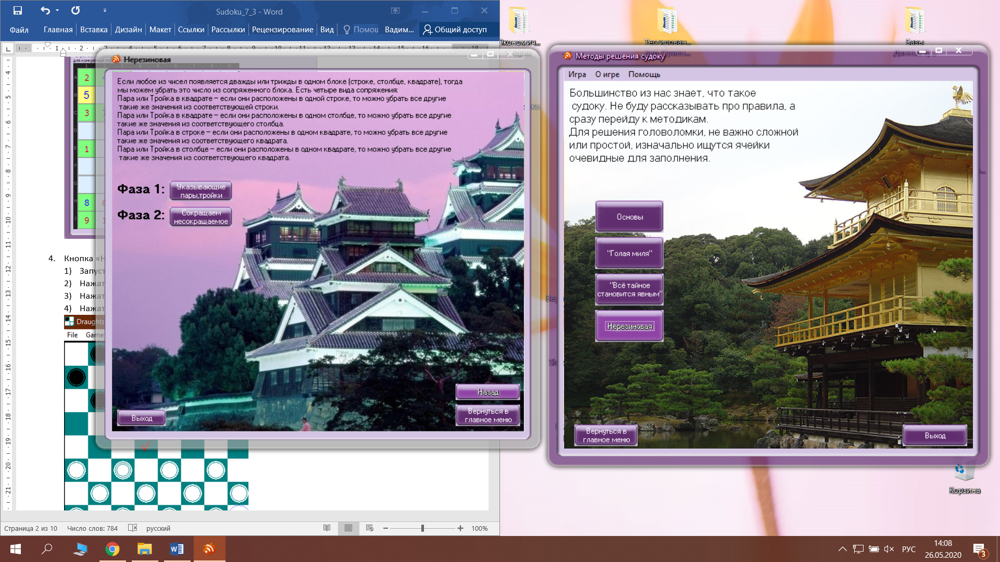 Sudoku_7_3 - Word
Файл Главная Вставка Дизайн Макет Ссылки Рассылки Рецензирование Вид Вадим... Общий доступ
Нерезиновая
Если любое из чисел появляется дважды или трижды в одном блоке (строке, столбце, квадрате), тогда
мы можем убрать это число из сопряженного блока. Есть четыре вида сопряжения:
Пара или Тройка в квадрате – если они расположены в одной строке, то можно убрать все другие
такие же значения из соответствующей строки.
Пара или Тройка в квадрате – если они расположены в одном столбце, то можно убрать все другие
такие же значения из соответствующего столбца.
Пара или Тройка в строке – если они расположены в одном квадрате, то можно убрать все другие
такие же значения из соответствующего квадрата.
Пара или Тройка в столбце – если они расположены в одном квадрате, то можно убрать все другие
такие же значения из соответствующего квадрата.
Фаза 1: Указывающие
пары,тройки
Фаза 2: Сокращаем
несокращаемое
Назад
Вернуться в
главное меню
Выход
2
5
3
1
8
9
4. Кнопка «Н
1) Запуст
2) Нажат
3) Нажат
4) Нажат
Draughts
File Game
Страница 2 из 10 Число слов: 784 русский 100%
Экономич...
Тестирован...
Базы
Методы решения судоку
Игра О игре Помощь
Большинство из нас знает, что такое
судоку. Не буду рассказывать про правила, а
сразу перейду к методикам.
Для решения головоломки, не важно сложной
или простой, изначально ищутся ячейки
очевидные для заполнения.
Основы
"Голая миля"
"Всё тайное
становится явным"
Нерезиновая
Вернуться в
главное меню
Выход
Корзина
РУС
14:08
26.05.2020
3